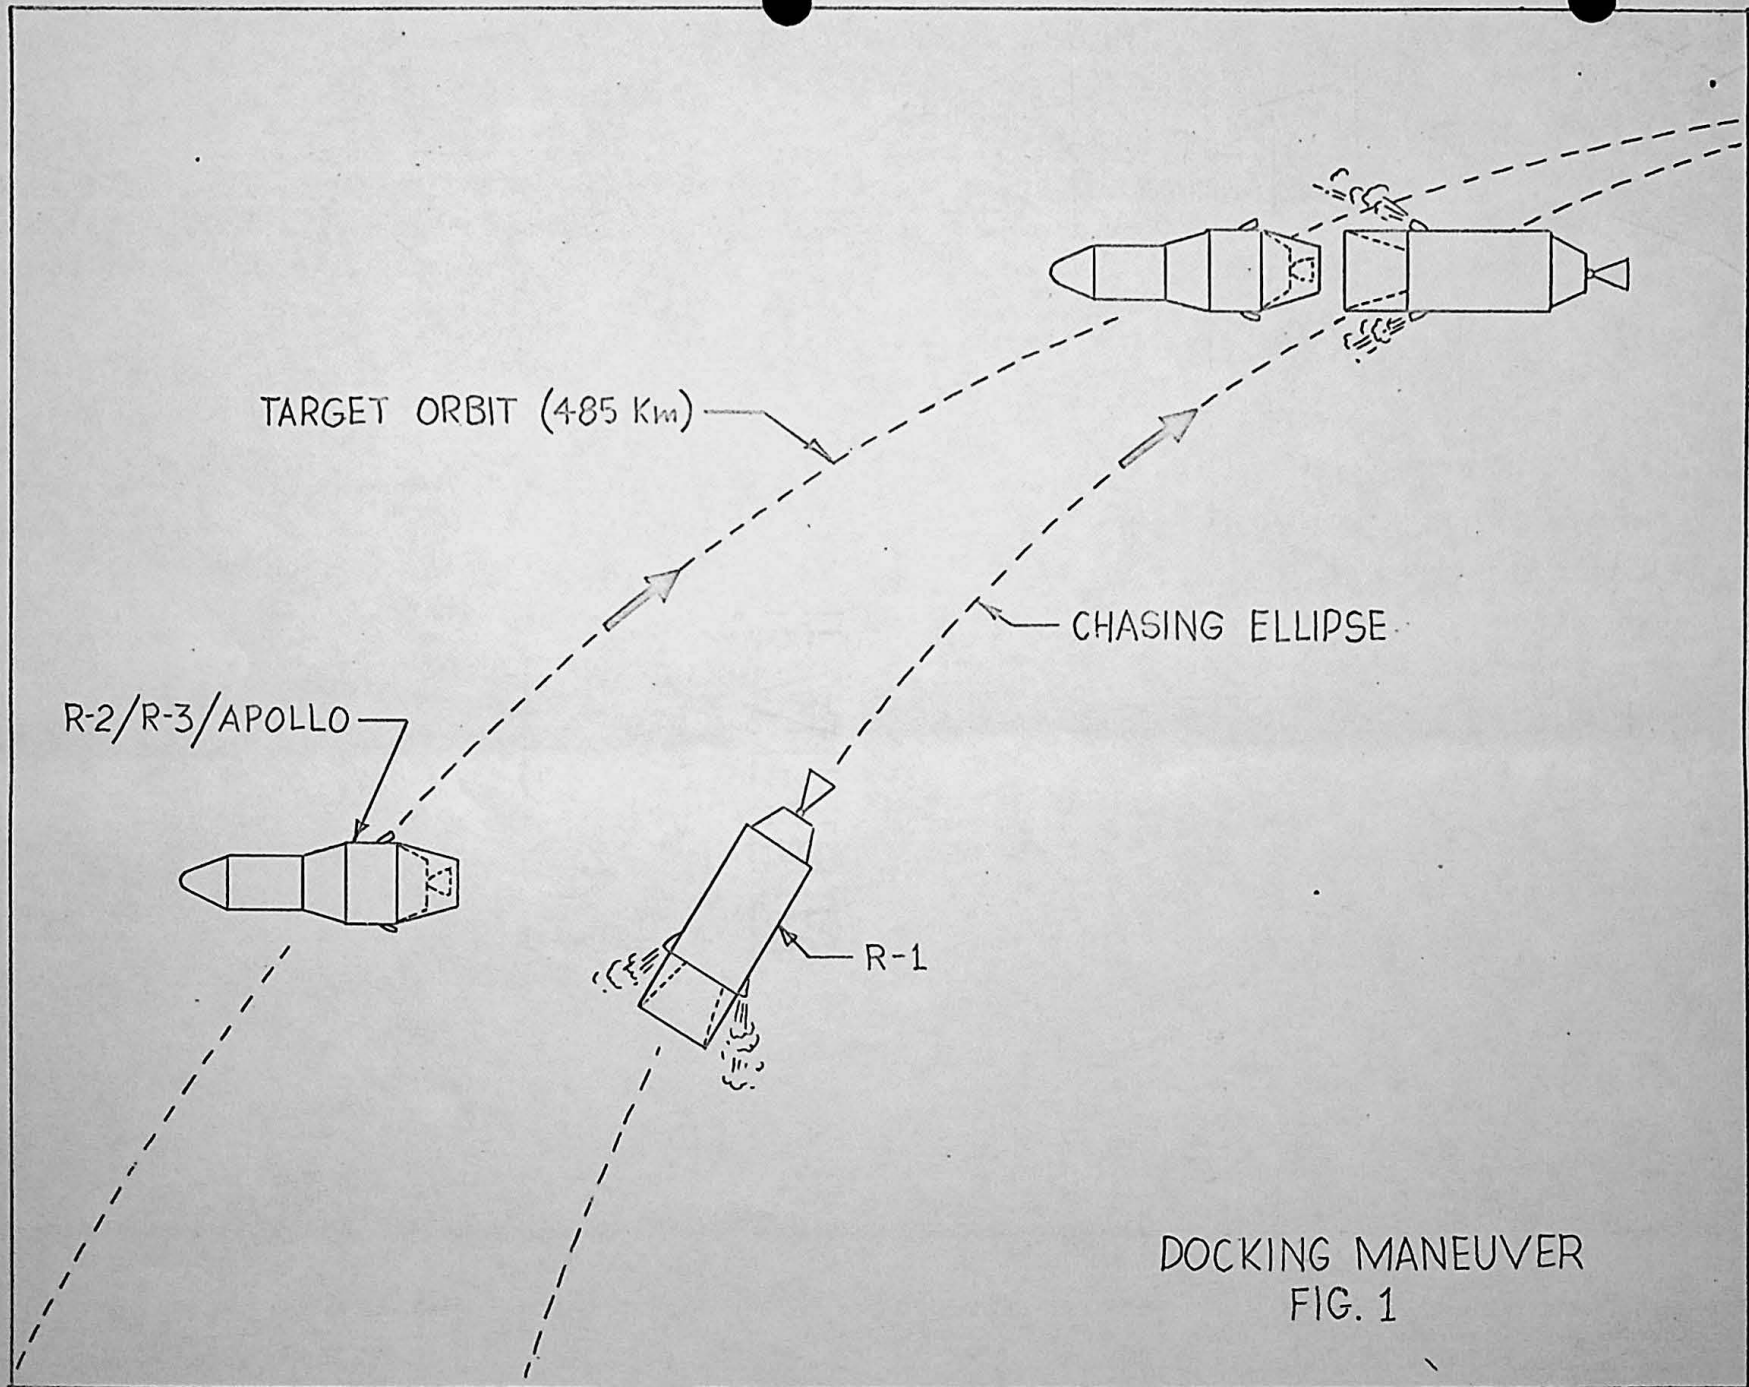 TARGET ORBIT (485 Km)
CHASING ELLIPSE
R-2/R-3/APOLLO
R-1
DOCKING MANEUVER
FIG. 1